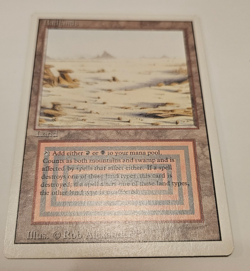 Badlands
Land
: Add either or to your mana pool.
Counts as both mountains and swamp and is
affected by spells that affect either. If a spell
destroys one of these land types, this card is
destroyed; if a spell alters one of these land types,
the other land type is
Illus. © Rob Alexander